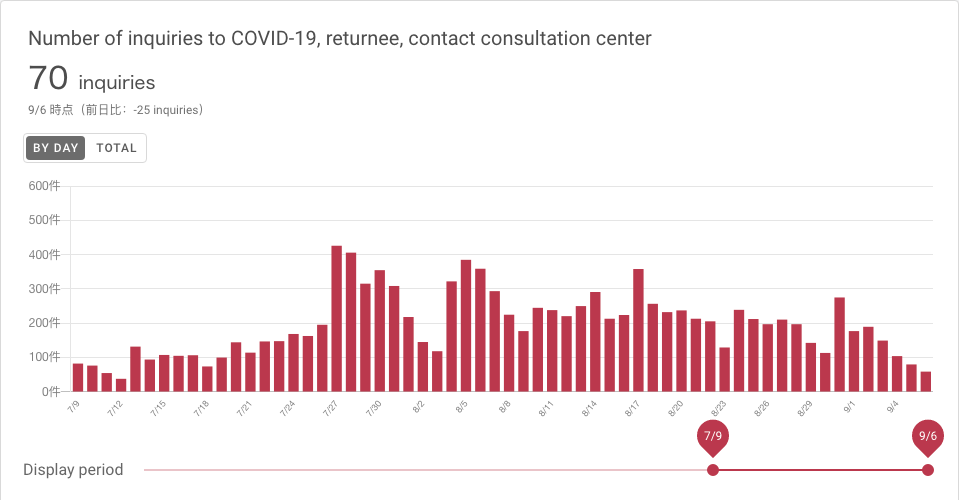 Number of inquiries to COVID-19, returnee, contact consultation center
70 inquiries
9/6 時点（前日比：-25 inquiries）
BY DAY TOTAL
600件
500件
400件
300件
200件
100件
0件
7/9 7/12 7/15 7/18 7/21 7/24 7/27 7/30 8/2 8/5 8/8 8/11 8/14 8/17 8/20 8/23 8/26 8/29 9/1 9/4
7/9 9/6
Display period